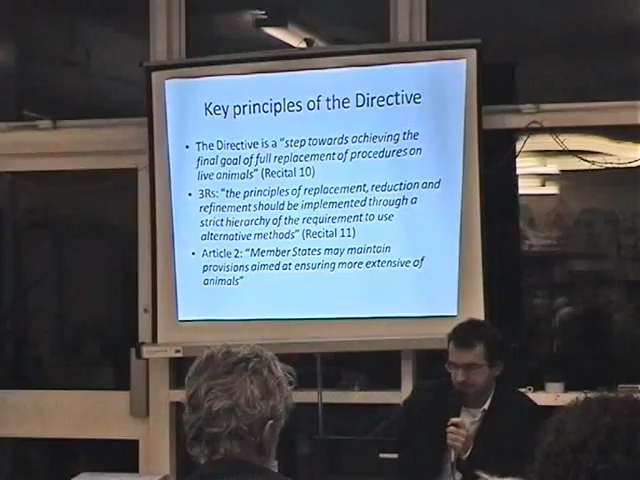 Key principles of the Directive
• The Directive is a "step towards achieving the
final goal of full replacement of procedures on
live animals" (Recital 10)
• 3Rs: "the principles of replacement, reduction and
refinement should be implemented through a
strict hierarchy of the requirement to use
alternative methods" (Recital 11)
• Article 2: "Member States may maintain
provisions aimed at ensuring more extensive of
animals"